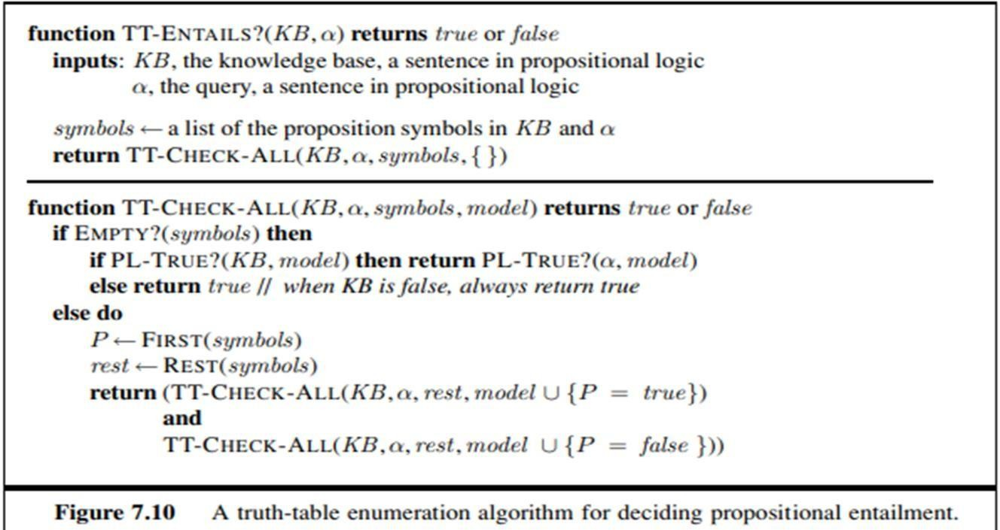 function TT-ENTAILS?(KB, α) returns true or false
inputs: KB, the knowledge base, a sentence in propositional logic
α, the query, a sentence in propositional logic
symbols ← a list of the proposition symbols in KB and α
return TT-CHECK-ALL(KB, α, symbols, { })
function TT-CHECK-ALL(KB, α, symbols, model) returns true or false
if EMPTY?(symbols) then
if PL-TRUE?(KB, model) then return PL-TRUE?(α, model)
else return true // when KB is false, always return true
else do
P ← FIRST(symbols)
rest ← REST(symbols)
return (TT-CHECK-ALL(KB, α, rest, model ∪ {P = true})
and
TT-CHECK-ALL(KB, α, rest, model ∪ {P = false }))
Figure 7.10 A truth-table enumeration algorithm for deciding propositional entailment.